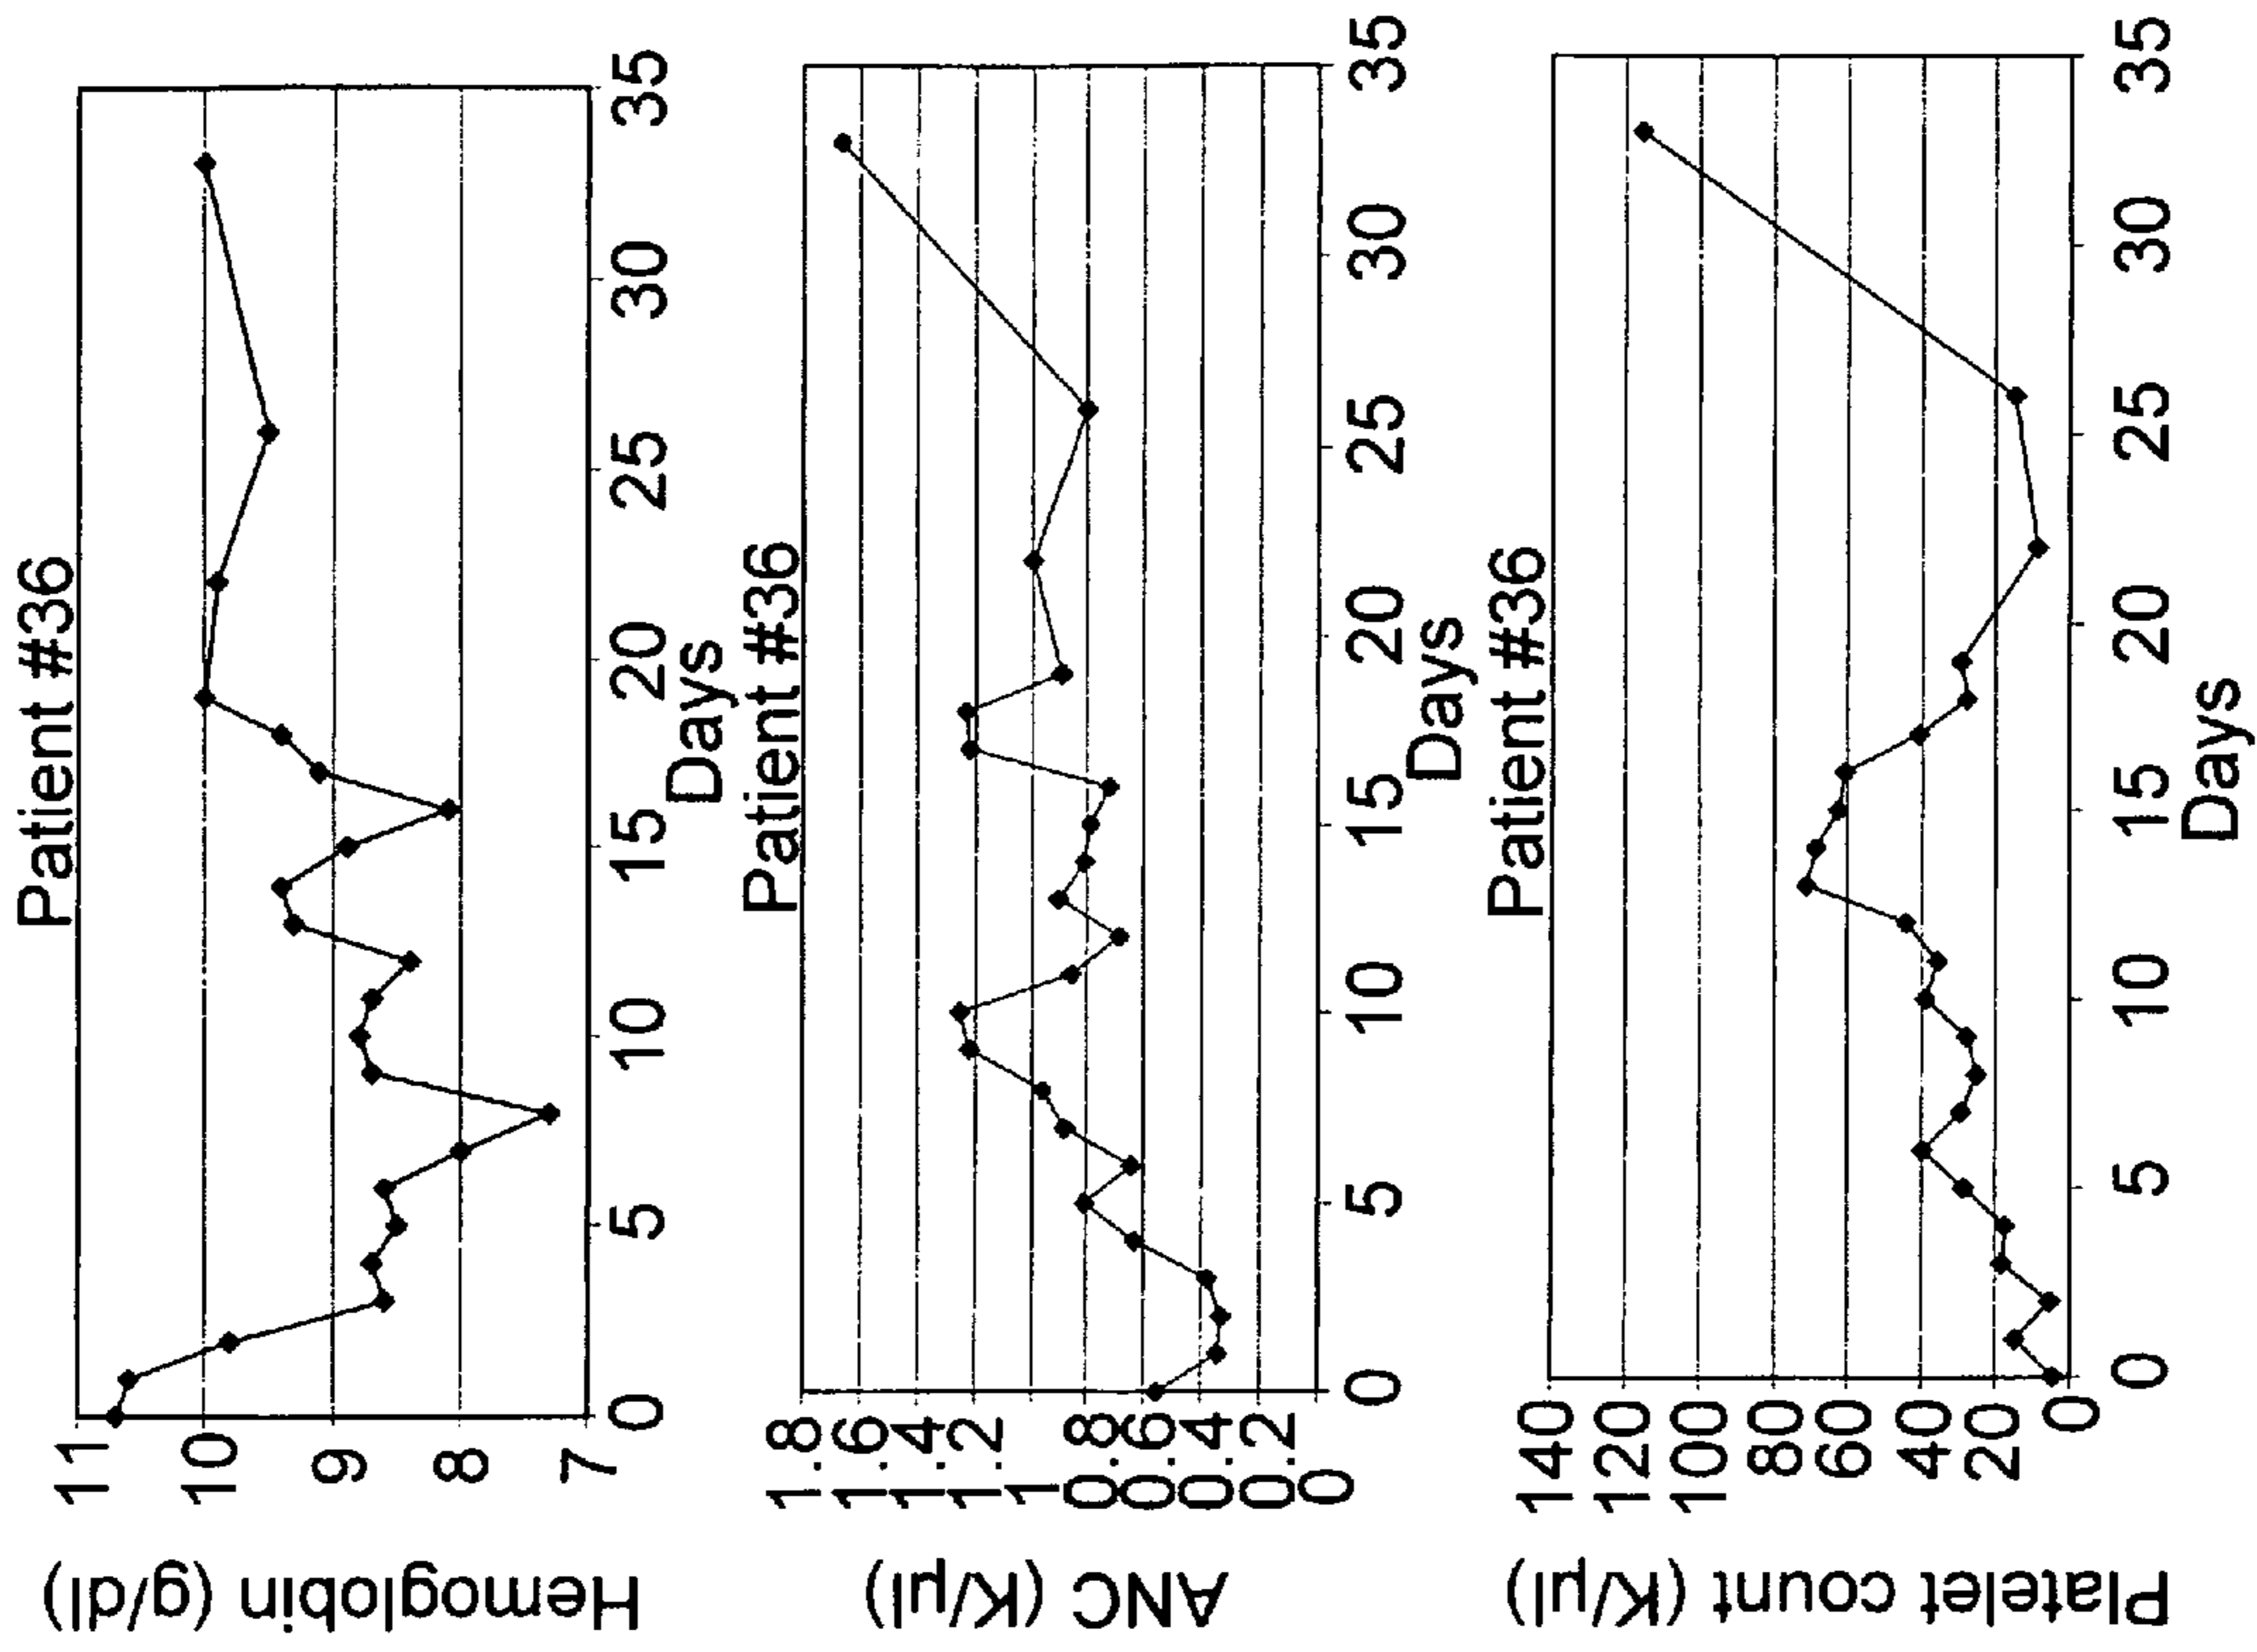 Patient #36
Hemoglobin (g/dl)
11
10
9
8
7
0 5 10 15 20 25 30 35
Days
Patient #36
ANC (K/µl)
1.8
1.6
1.4
1.2
1
0.8
0.6
0.4
0.2
0
0 5 10 15 20 25 30 35
Days
Patient #36
Platelet count (K/µl)
140
120
100
80
60
40
20
0
0 5 10 15 20 25 30 35
Days